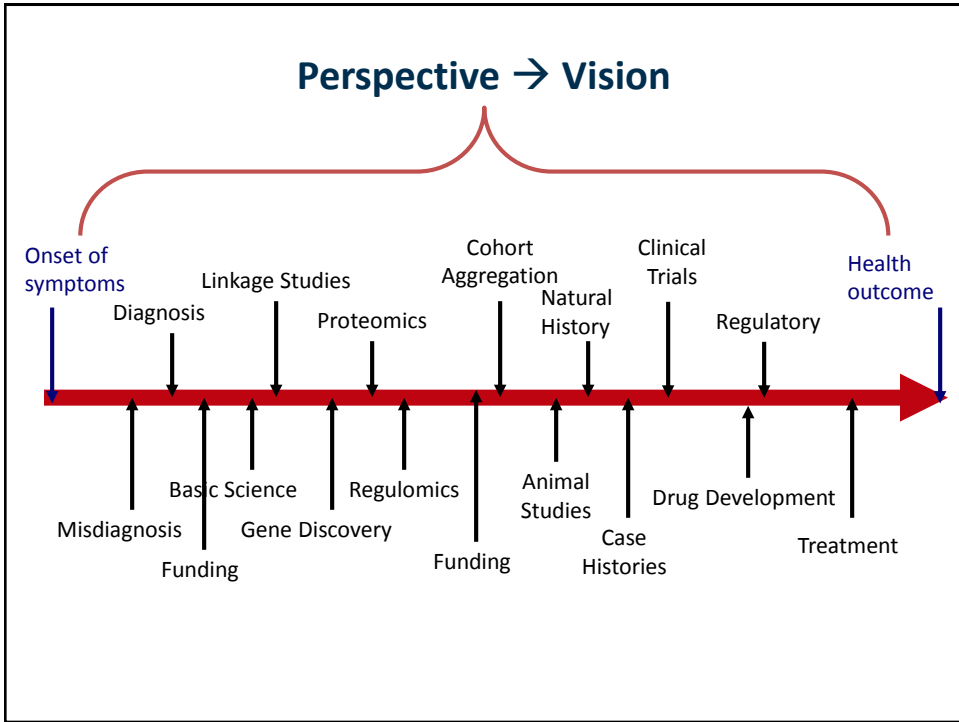 Perspective → Vision
Onset of
symptoms
Diagnosis
Linkage Studies
Proteomics
Cohort
Aggregation
Natural
History
Clinical
Trials
Regulatory
Health
outcome
Misdiagnosis
Funding
Basic Science
Gene Discovery
Regulomics
Funding
Animal
Studies
Case
Histories
Drug Development
Treatment